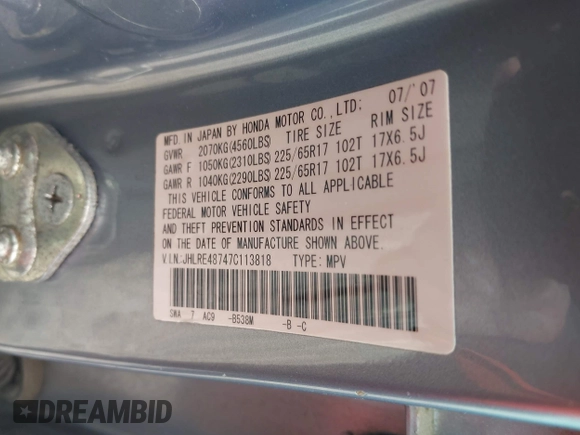 MFD. IN JAPAN BY HONDA MOTOR CO., LTD: 07/'07
GVWR 2070KG(4560LBS) TIRE SIZE RIM SIZE
GAWR F 1050KG(2310LBS) 225/65R17 102T 17X6.5J
GAWR R 1040KG(2290LBS) 225/65R17 102T 17X6.5J
THIS VEHICLE CONFORMS TO ALL APPLICABLE
FEDERAL MOTOR VEHICLE SAFETY
AND THEFT PREVENTION STANDARDS IN EFFECT
ON THE DATE OF MANUFACTURE SHOWN ABOVE.
V.I.N:JHLRE48747C113818 TYPE: MPV
SWA 7 AC9 -B538M -B -C
DREAMBID